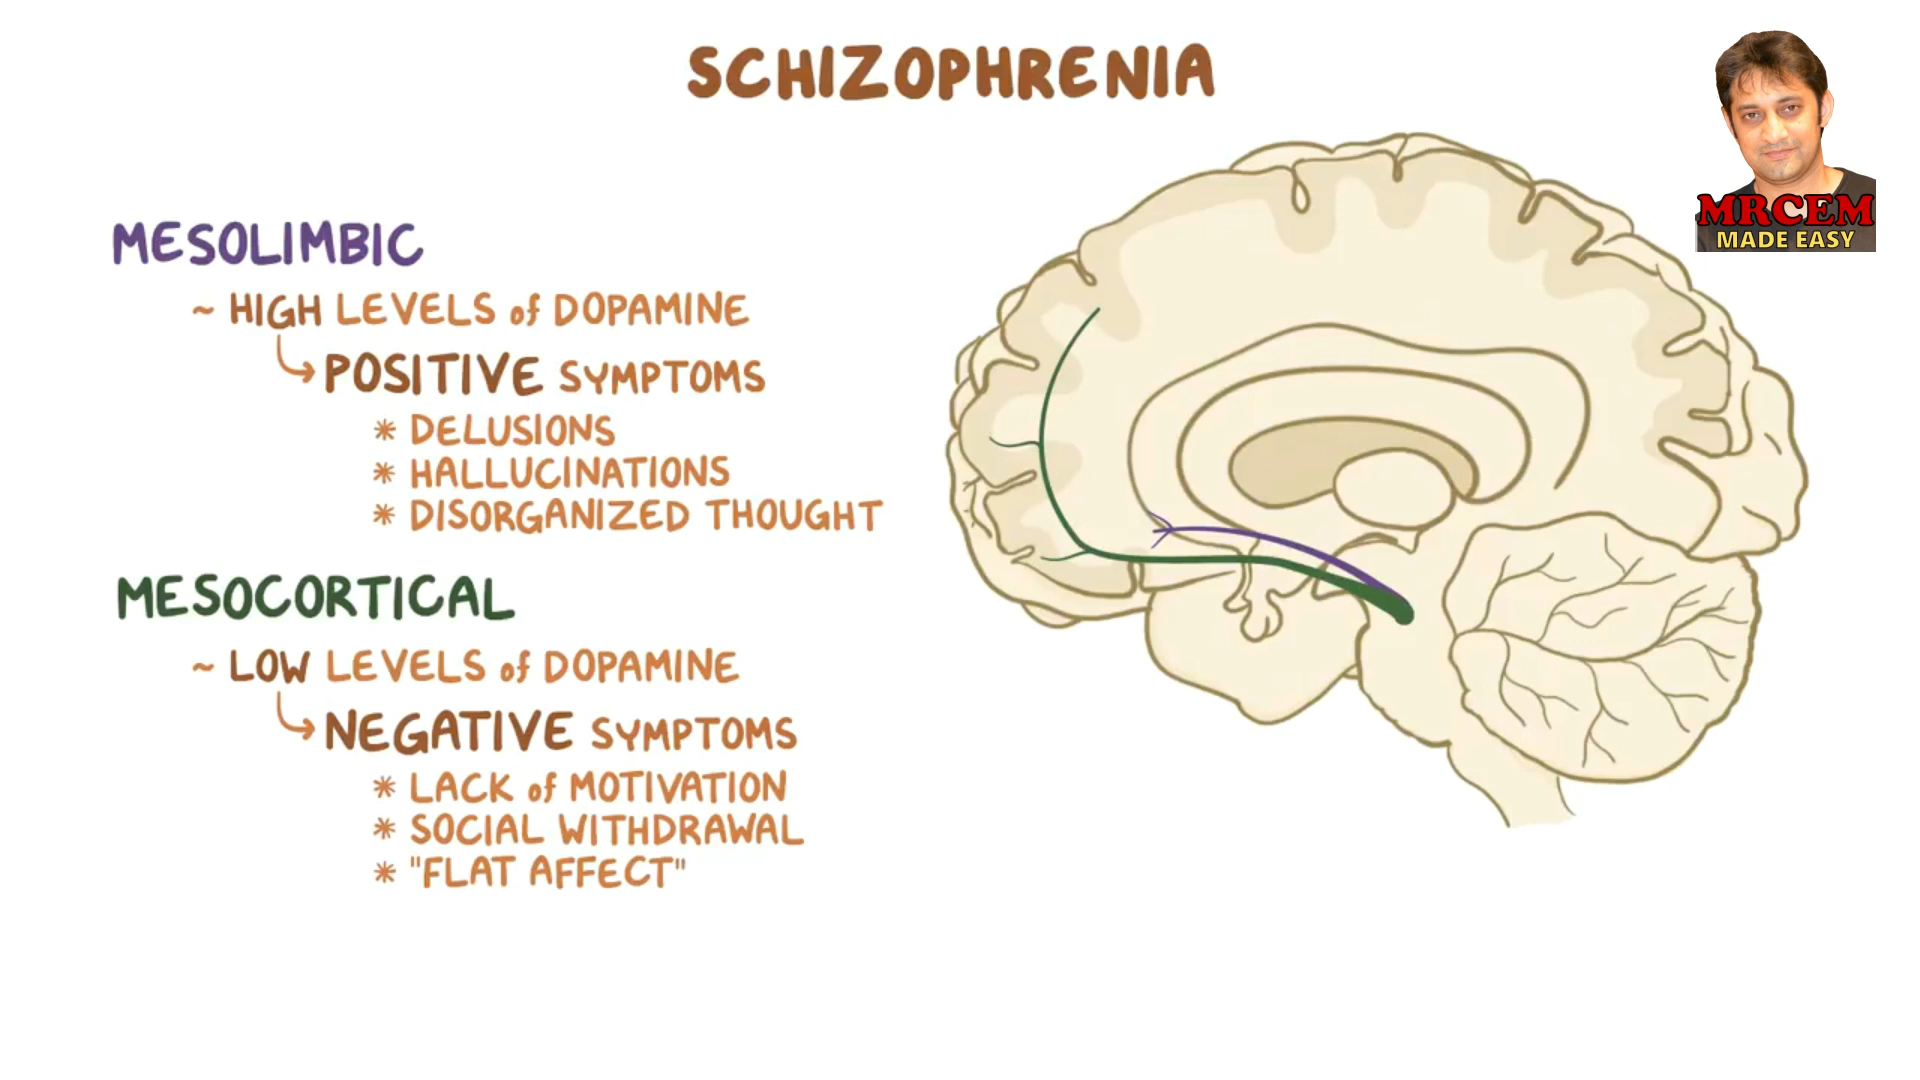 SCHIZOPHRENIA
MRCEM
MADE EASY
MESOLIMBIC
~ HIGH LEVELS of DOPAMINE
POSITIVE SYMPTOMS
* DELUSIONS
* HALLUCINATIONS
* DISORGANIZED THOUGHT
MESOCORTICAL
~ LOW LEVELS of DOPAMINE
NEGATIVE SYMPTOMS
* LACK of MOTIVATION
* SOCIAL WITHDRAWAL
* "FLAT AFFECT"